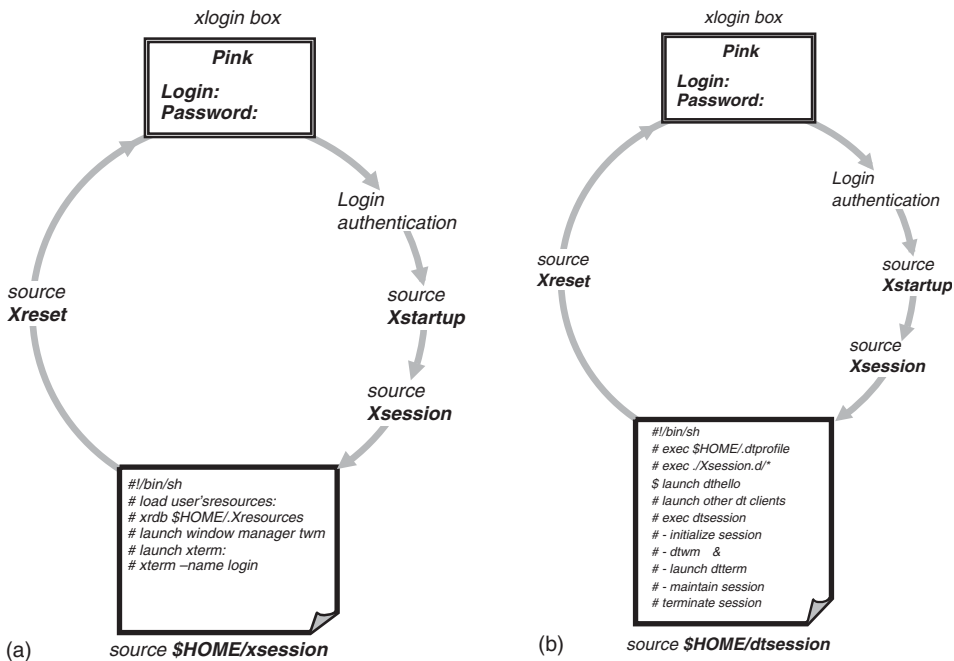 xlogin box
Pink
Login:
Password:
Login
authentication
source
Xstartup
source
Xsession
source
Xreset
#!/bin/sh
# load user'sresources:
# xrdb $HOME/.Xresources
# launch window manager twm
# launch xterm:
# xterm –name login
(a)
source $HOME/xsession
xlogin box
Pink
Login:
Password:
Login
authentication
source
Xstartup
source
Xsession
source
Xreset
#!/bin/sh
# exec $HOME/.dtprofile
# exec ./Xsession.d/*
$ launch dthello
# launch other dt clients
# exec dtsession
# - initialize session
# - dtwm &
# - launch dtterm
# - maintain session
# terminate session
(b)
source $HOME/dtsession